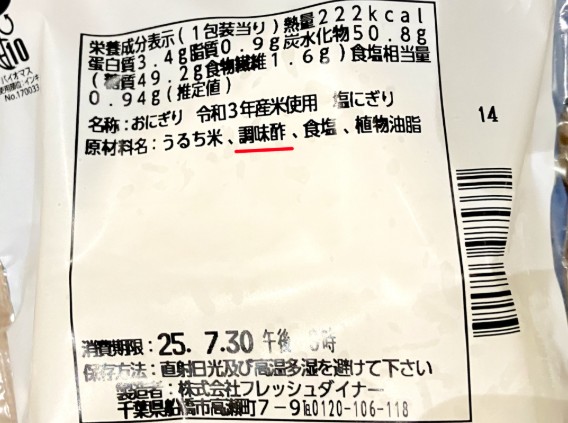 バイオマス
No.170033
栄養成分表示(1包装当り)熱量222kcal
蛋白質3.4g脂質0.9g炭水化物50.8g
(糖質49.2g食物繊維1.6g)食塩相当量
0.94g(推定値)
名称:おにぎり 令和3年産米使用 塩にぎり
原材料名:うるち米、調味酢、食塩、植物油脂
14
消費期限:25. 7.30 午後 時
保存方法:直射日光及び高温多湿を避けて下さい
製造者:株式会社フレッシュダイナー
千葉県船橋市高瀬町7-9℡0120-106-118